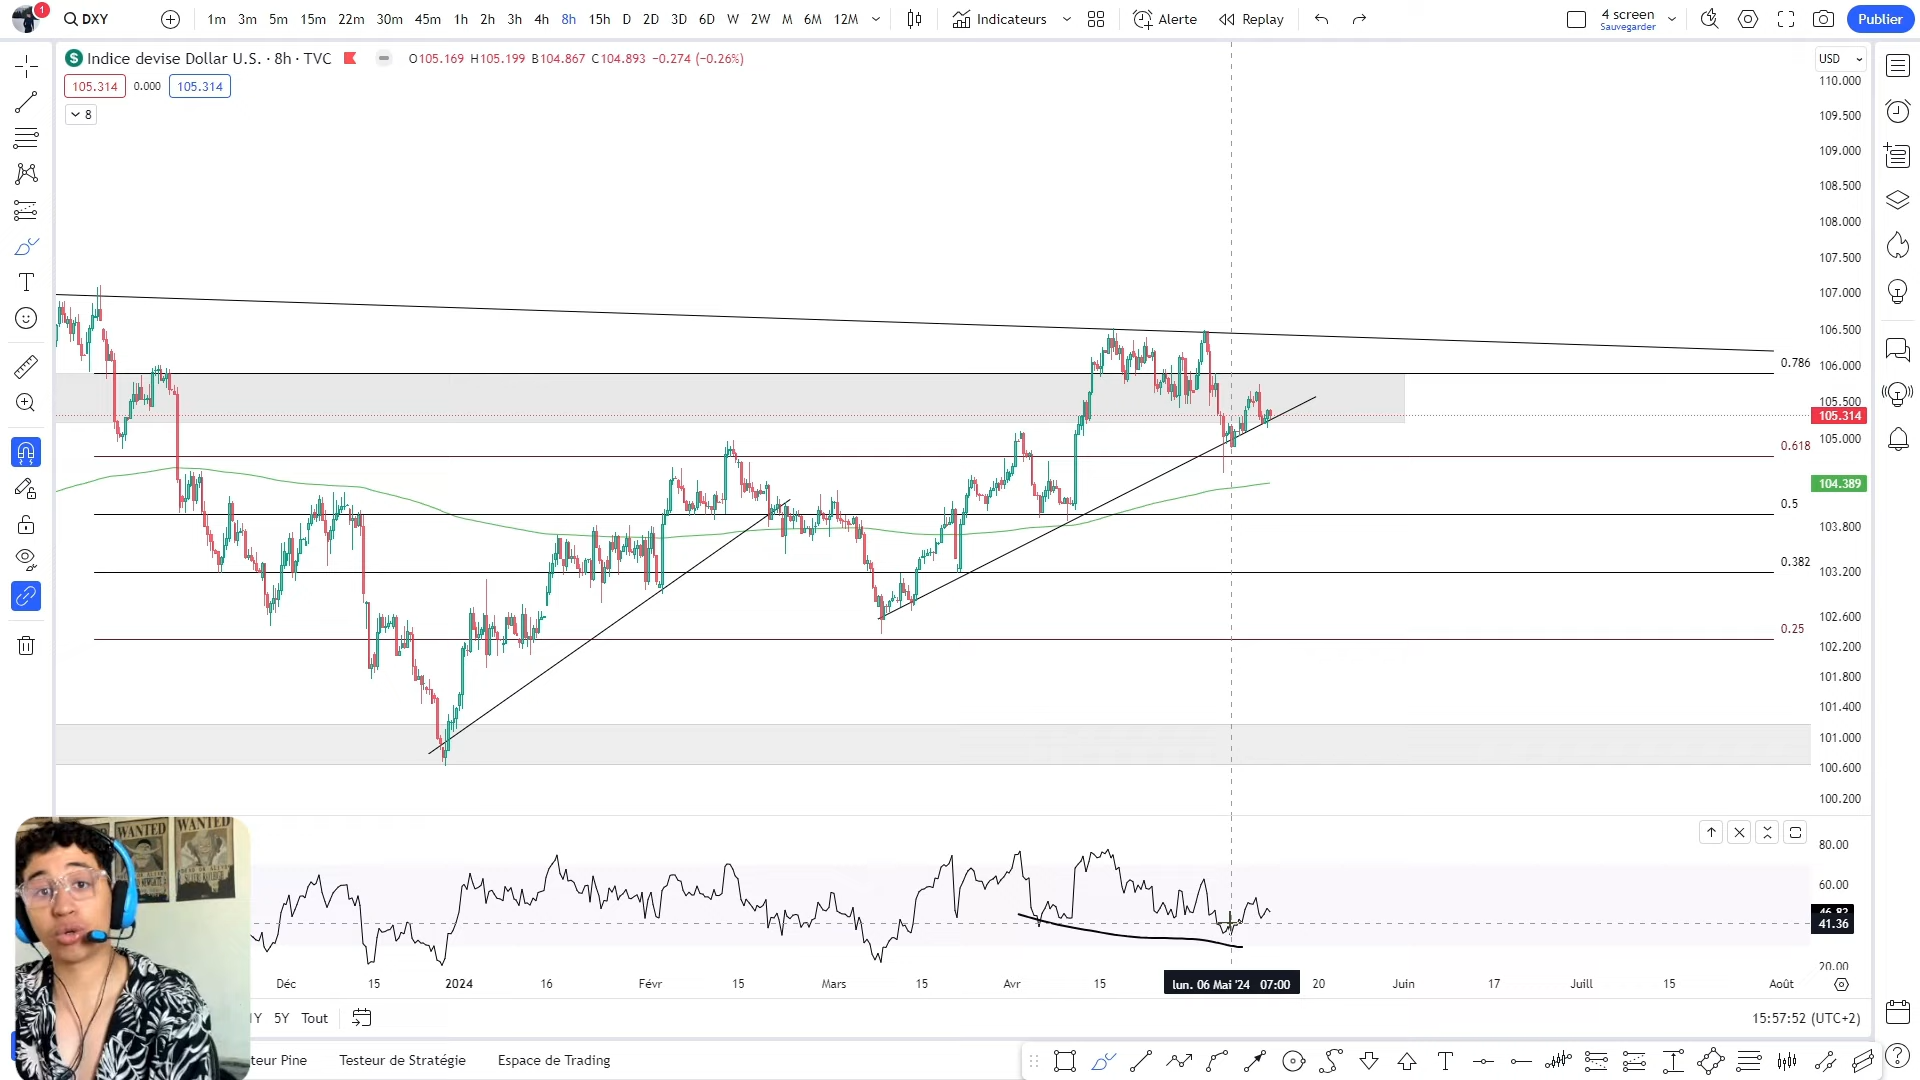 1
DXY
1m 3m 5m 15m 22m 30m 45m 1h 2h 3h 4h 8h 15h D 2D 3D 6D W 2W M 6M 12M
Indicateurs
Alerte
Replay
4 screen
Sauvegarder
Publier
Indice devise Dollar U.S. · 8h · TVC
O105.169 H105.199 B104.867 C104.893 −0.274 (−0.26%)
USD
105.314 0.000 105.314
8
110.000
109.500
109.000
108.500
108.000
107.500
107.000
106.500
0.786
106.000
105.500
105.314
105.000
0.618
104.389
0.5
103.800
0.382
103.200
102.600
0.25
102.200
101.800
101.400
101.000
100.600
100.200
WANTED
WANTED
80.00
60.00
46.82
41.36
20.00
Déc 15 2024 16 Févr 15 Mars 15 Avr 15 lun. 06 Mai '24 07:00 20 Juin 17 Juill 15 Août
5Y Tout
15:57:52 (UTC+2)
teur Pine Testeur de Stratégie Espace de Trading